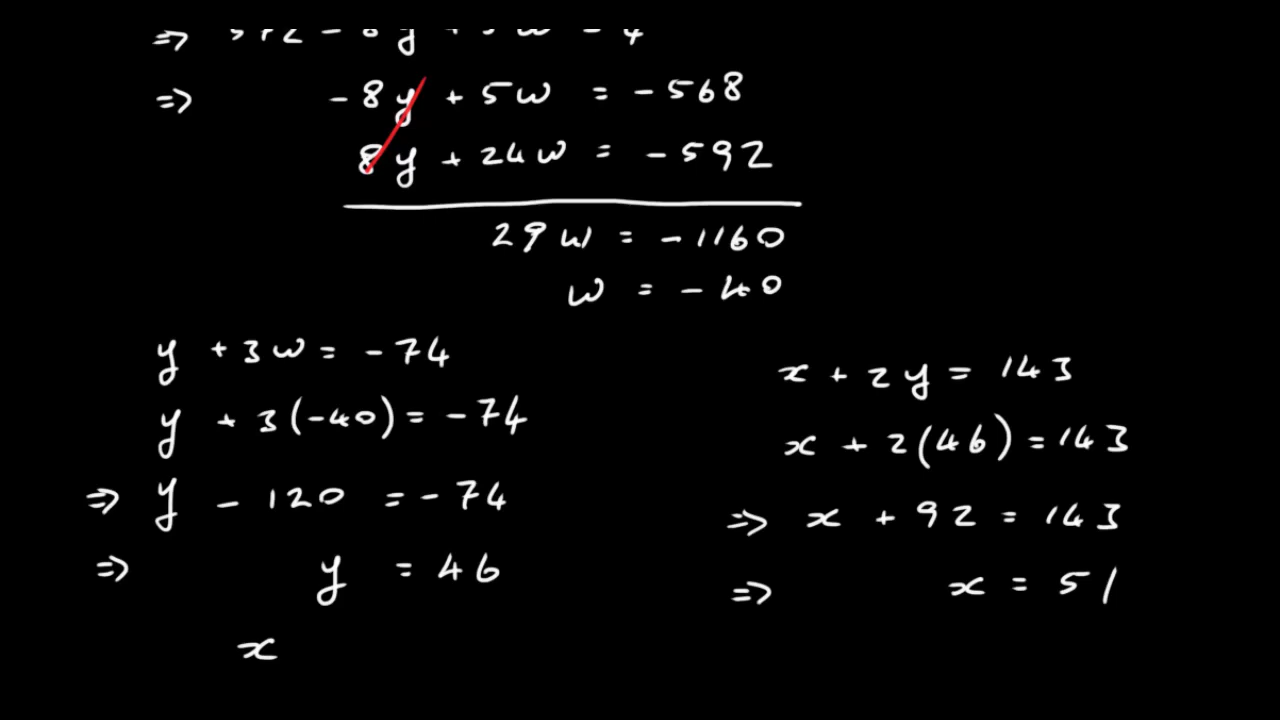 ⇒
⇒ -8y + 5w = -568
8y + 24w = -592
29w = -1160
w = -40
y + 3w = -74
y + 3(-40) = -74
⇒ y - 120 = -74
⇒ y = 46
x
x + 2y = 143
x + 2(46) = 143
⇒ x + 92 = 143
⇒ x = 51